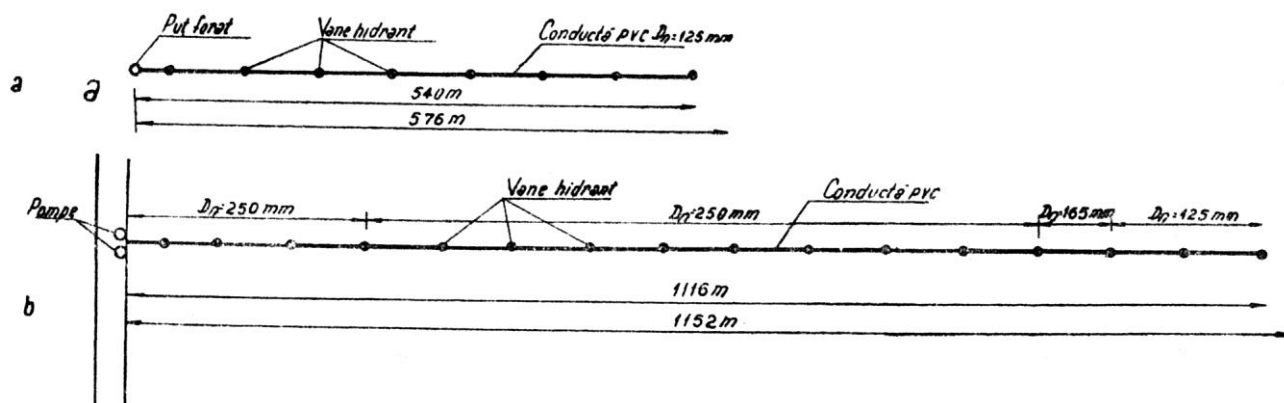 Puț forat
Vane hidrant
Conductă PVC Dn=125 mm
a
a
540 m
576 m
Pompe
Dn=250 mm
Vane hidrant
Conductă PVC
Dn=250 mm
Dn=165 mm
Dn=125 mm
b
1116 m
1152 m